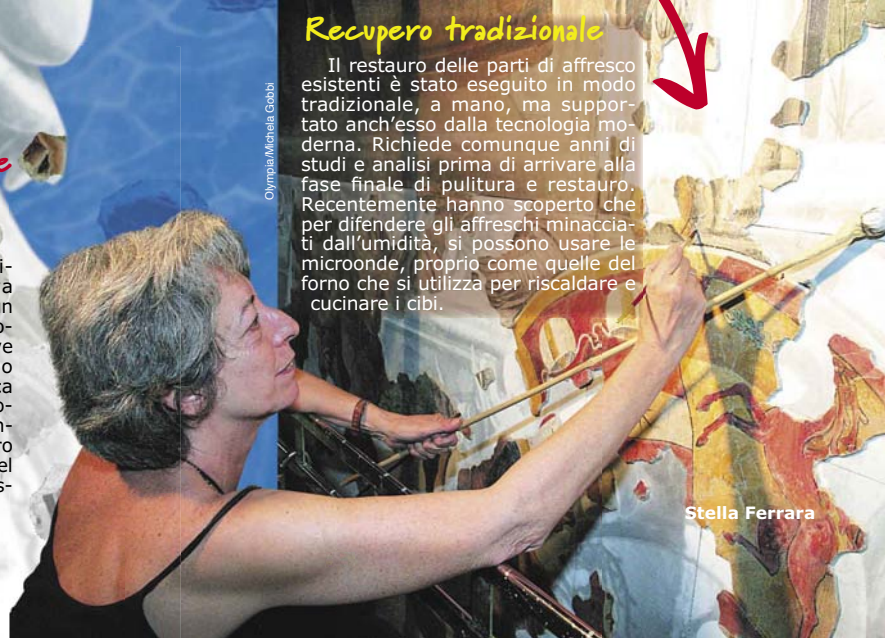 Recupero tradizionale
Il restauro delle parti di affresco
esistenti è stato eseguito in modo
tradizionale, a mano, ma suppor-
tato anch’esso dalla tecnologia mo-
derna. Richiede comunque anni di
studi e analisi prima di arrivare alla
fase finale di pulitura e restauro.
Recentemente hanno scoperto che
per difendere gli affreschi minaccia-
ti dall’umidità, si possono usare le
microonde, proprio come quelle del
forno che si utilizza per riscaldare e
cucinare i cibi.
Olympia/Michela Gobbi
Stella Ferrara